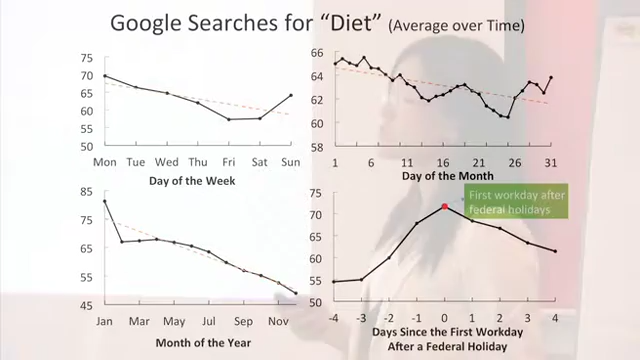 Google Searches for “Diet” (Average over Time)
75
70
65
60
55
50
Mon Tue Wed Thu Fri Sat Sun
Day of the Week
66
64
62
60
58
1 6 11 16 21 26 31
Day of the Month
85
75
65
55
45
Jan Mar May Jul Sep Nov
Month of the Year
75
70
65
60
55
50
First workday after
federal holidays
-4 -3 -2 -1 0 1 2 3 4
Days Since the First Workday
After a Federal Holiday